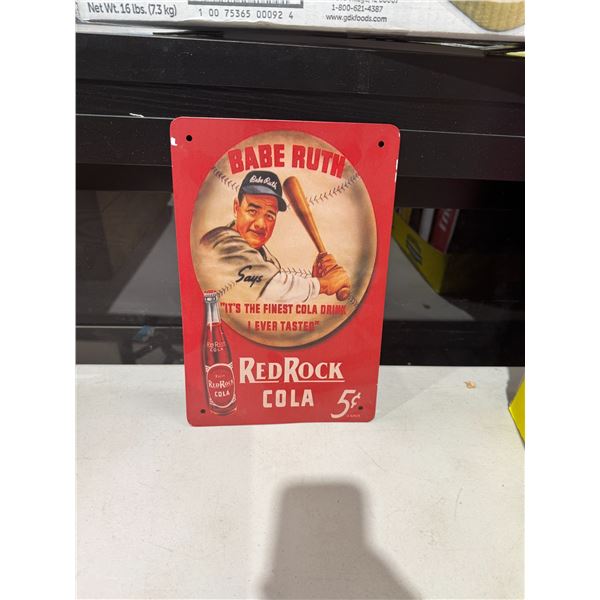 Net Wt. 16 lbs. (7.3 kg)
1 00 75365 00092 4
1-800-621-4387
www.gdkfoods.com
BABE RUTH
Babe Ruth
Says
"IT'S THE FINEST COLA DRINK
I EVER TASTED"
RED ROCK
COLA
RED ROCK
COLA
REDROCK
COLA
5¢